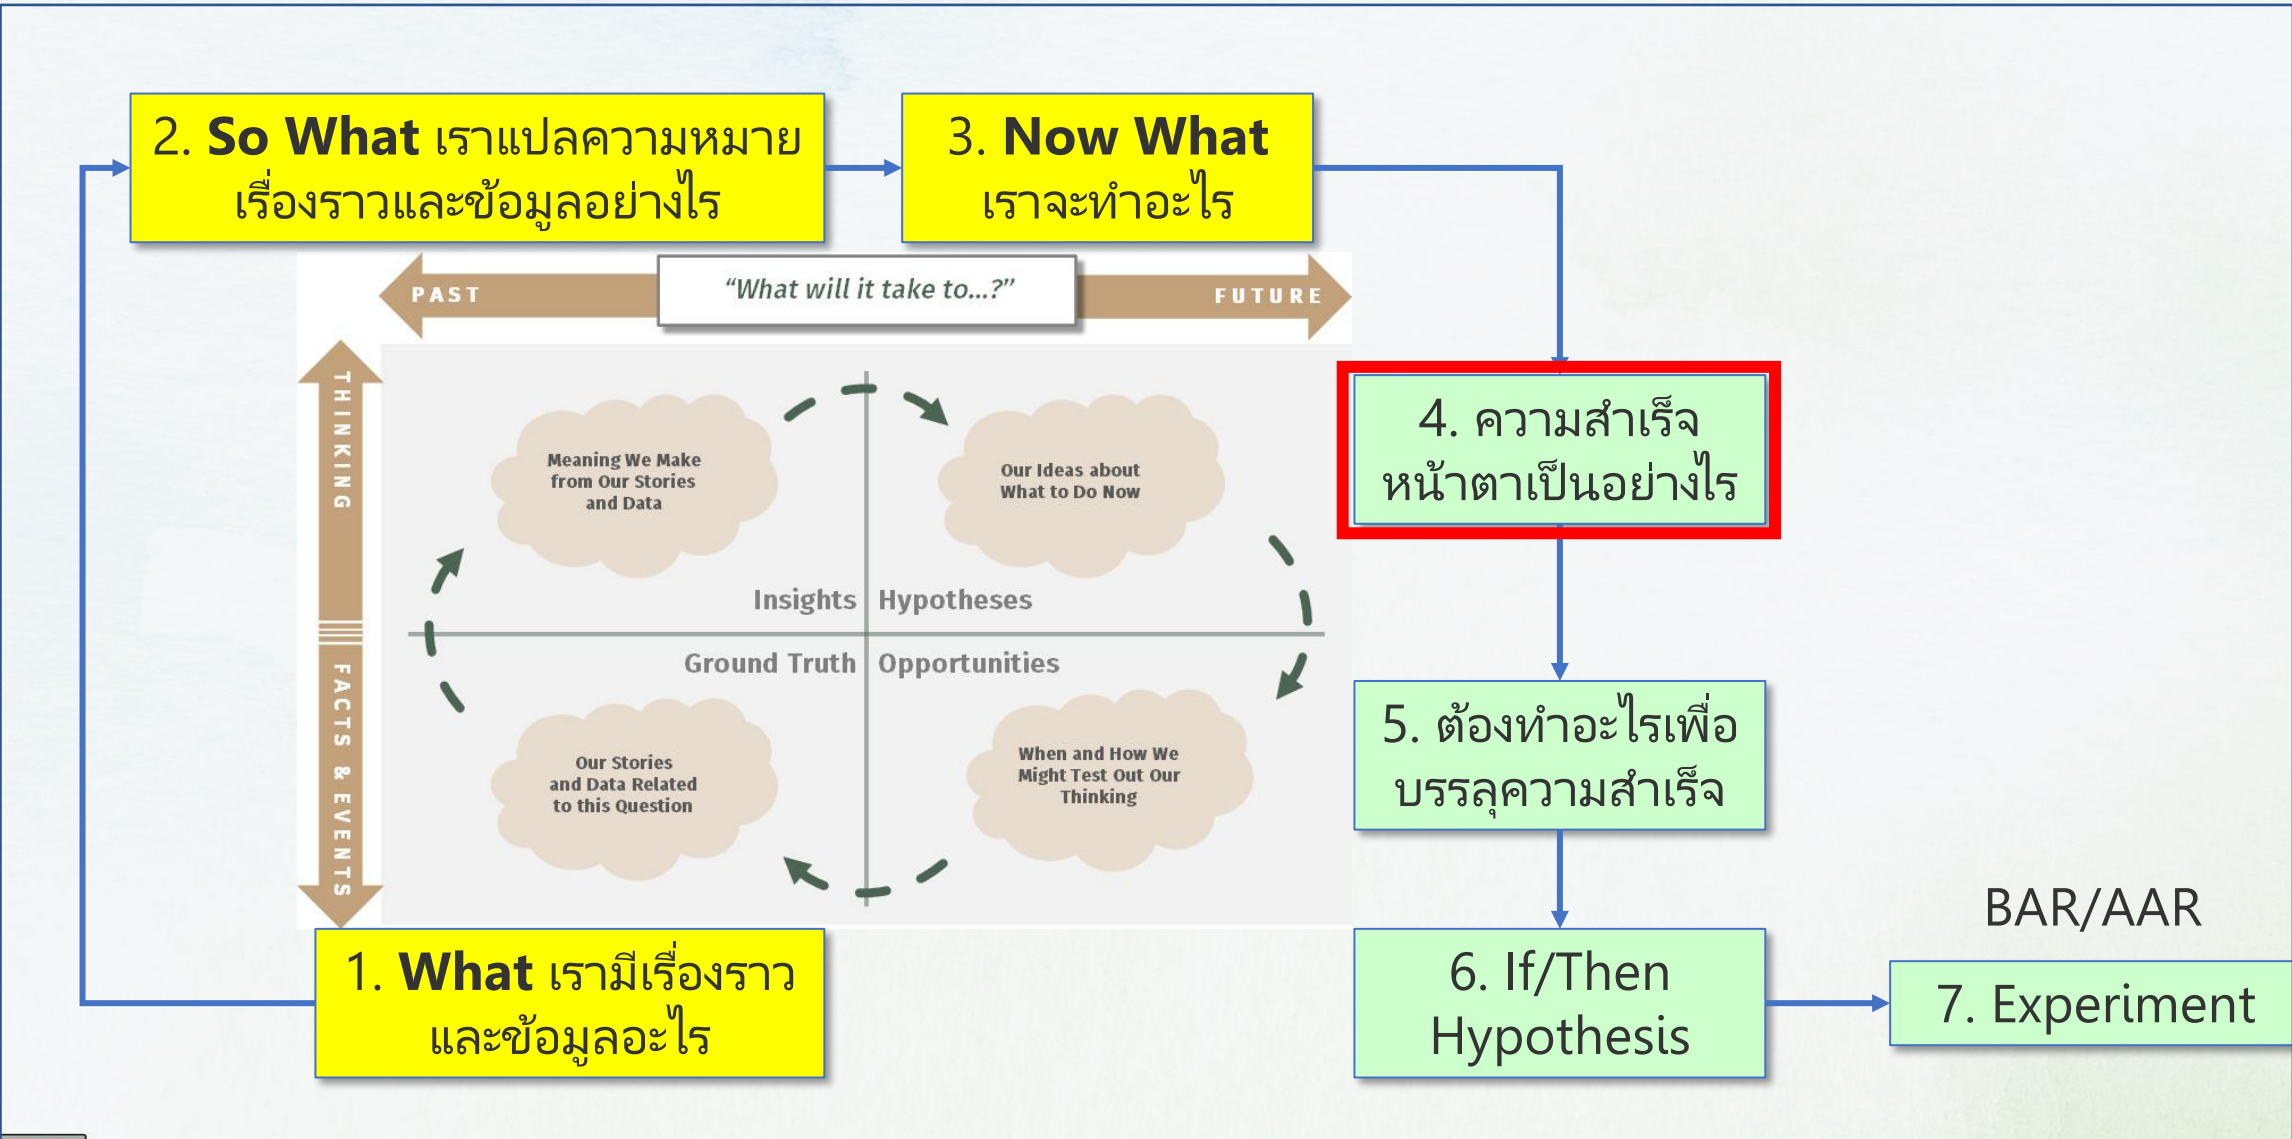 2. So What เราแปลความหมาย
เรื่องราวและข้อมูลอย่างไร
3. Now What
เราจะทำอะไร
PAST
"What will it take to...?"
FUTURE
THINKING
FACTS & EVENTS
Meaning We Make
from Our Stories
and Data
Our Ideas about
What to Do Now
Insights
Hypotheses
Ground Truth
Opportunities
Our Stories
and Data Related
to this Question
When and How We
Might Test Out Our
Thinking
4. ความสำเร็จ
หน้าตาเป็นอย่างไร
5. ต้องทำอะไรเพื่อ
บรรลุความสำเร็จ
1. What เรามีเรื่องราว
และข้อมูลอะไร
6. If/Then
Hypothesis
BAR/AAR
7. Experiment